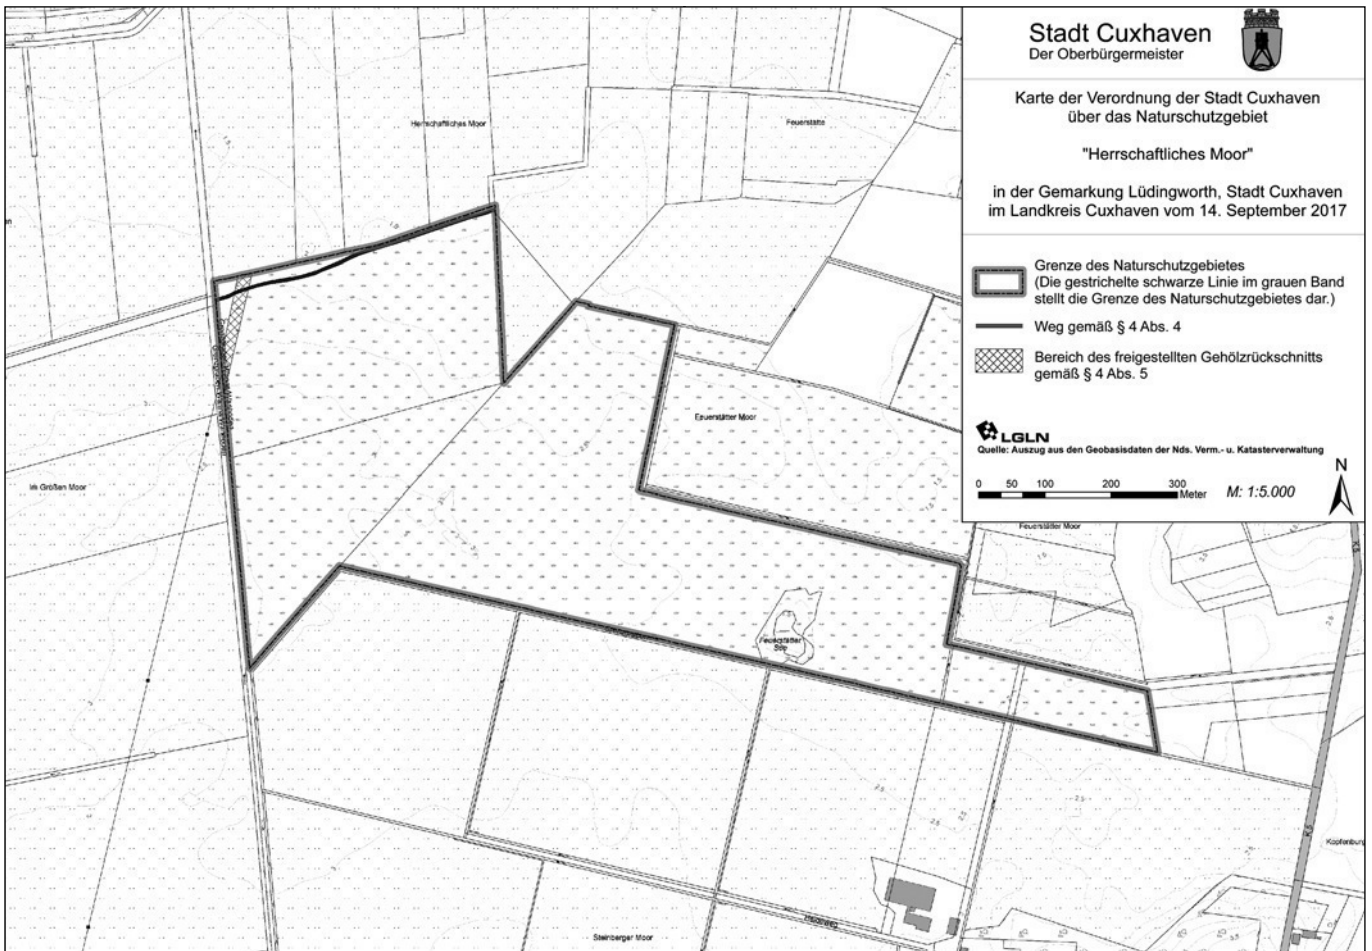 Stadt Cuxhaven
Der Oberbürgermeister
Karte der Verordnung der Stadt Cuxhaven
über das Naturschutzgebiet
"Herrschaftliches Moor"
in der Gemarkung Lüdingworth, Stadt Cuxhaven
im Landkreis Cuxhaven vom 14. September 2017
Grenze des Naturschutzgebietes
(Die gestrichelte schwarze Linie im grauen Band
stellt die Grenze des Naturschutzgebietes dar.)
Weg gemäß § 4 Abs. 4
Bereich des freigestellten Gehölzrückschnitts
gemäß § 4 Abs. 5
LGLN
Quelle: Auszug aus den Geobasisdaten der Nds. Verm.- u. Katasterverwaltung
0 50 100 200 300
Meter
M: 1:5.000
N
Herrschaftliches Moor
Feuerstätte
Feuerstätter Moor
Im Großen Moor
Feuerstätter Moor
Feuerstätter
See
K 5
K 5
Kopfenburg
Steinberger Moor